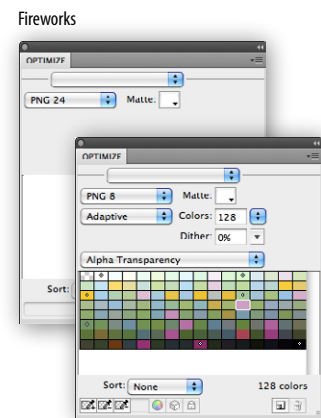 Fireworks
OPTIMIZE
PNG 24 Matte:
Sort:
OPTIMIZE
PNG 8 Matte:
Adaptive Colors: 128
Dither: 0%
Alpha Transparency
Sort: None 128 colors